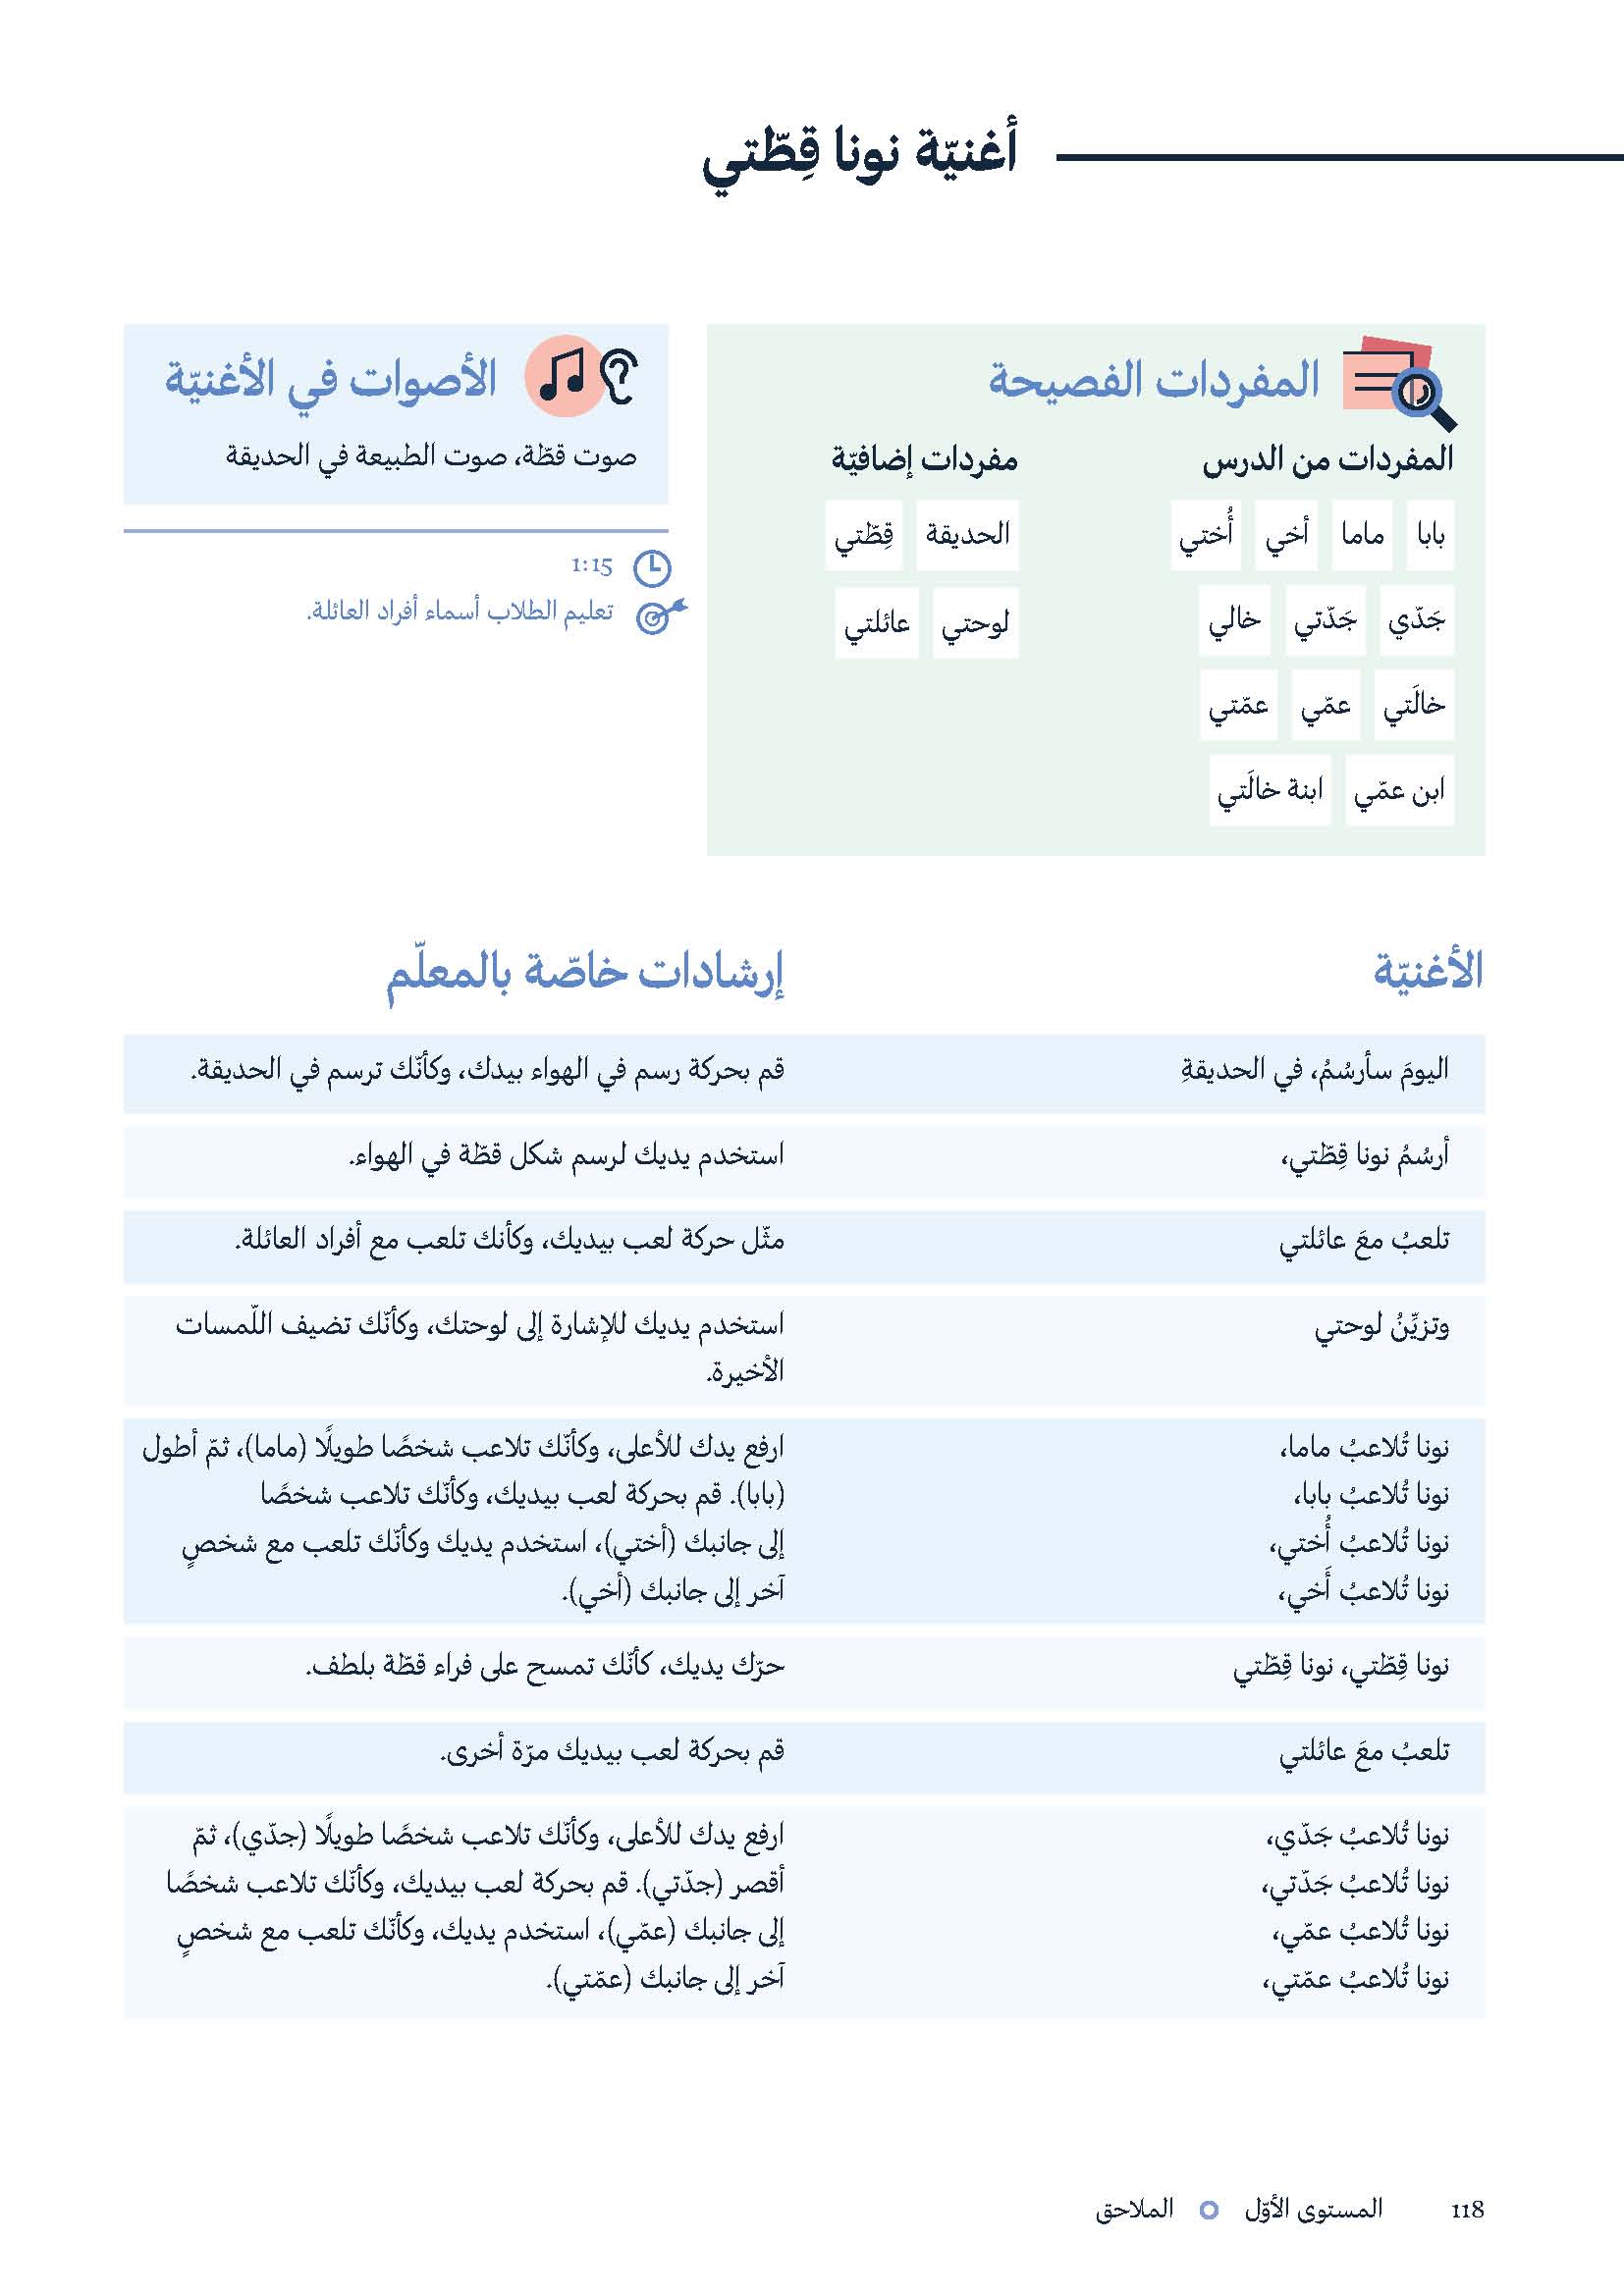 أغنيّة نونا قِطّتي
المفردات الفصيحة
المفردات من الدرس
بابا ماما أخي أُختي
جَدّي جَدّتي خالي
خالَتي عمّي عمّتي
ابن عمّي ابنة خالَتي
مفردات إضافيّة
الحديقة قِطّتي
لوحتي عائلتي
الأصوات في الأغنيّة
صوت قطّة، صوت الطبيعة في الحديقة
1:15
تعليم الطلاب أسماء أفراد العائلة.
الأغنيّة
إرشادات خاصّة بالمعلّم
اليومَ سأرسُمُ، في الحديقةِ
قم بحركة رسم في الهواء بيدك، وكأنّك ترسم في الحديقة.
أرسُمُ نونا قِطّتي،
استخدم يديك لرسم شكل قطّة في الهواء.
تلعبُ معَ عائلتي
مثّل حركة لعب بيديك، وكأنك تلعب مع أفراد العائلة.
وتزيِّنُ لوحتي
استخدم يديك للإشارة إلى لوحتك، وكأنّك تضيف اللّمسات
الأخيرة.
نونا تُلاعبُ ماما،
نونا تُلاعبُ بابا،
نونا تُلاعبُ أُختي،
نونا تُلاعبُ أَخي،
ارفع يدك للأعلى، وكأنّك تلاعب شخصًا طويلًا (ماما)، ثمّ أطول
(بابا). قم بحركة لعب بيديك، وكأنّك تلاعب شخصًا
إلى جانبك (أختي)، استخدم يديك وكأنّك تلعب مع شخصٍ
آخر إلى جانبك (أخي).
نونا قِطّتي، نونا قِطّتي
حرّك يديك، كأنّك تمسح على فراء قطّة بلطف.
تلعبُ معَ عائلتي
قم بحركة لعب بيديك مرّة أخرى.
نونا تُلاعبُ جَدّي،
نونا تُلاعبُ جَدّتي،
نونا تُلاعبُ عمّي،
نونا تُلاعبُ عمّتي،
ارفع يدك للأعلى، وكأنّك تلاعب شخصًا طويلًا (جدّي)، ثمّ
أقصر (جدّتي). قم بحركة لعب بيديك، وكأنّك تلاعب شخصًا
إلى جانبك (عمّي)، استخدم يديك، وكأنّك تلعب مع شخصٍ
آخر إلى جانبك (عمّتي).
118 المستوى الأوّل الملاحق